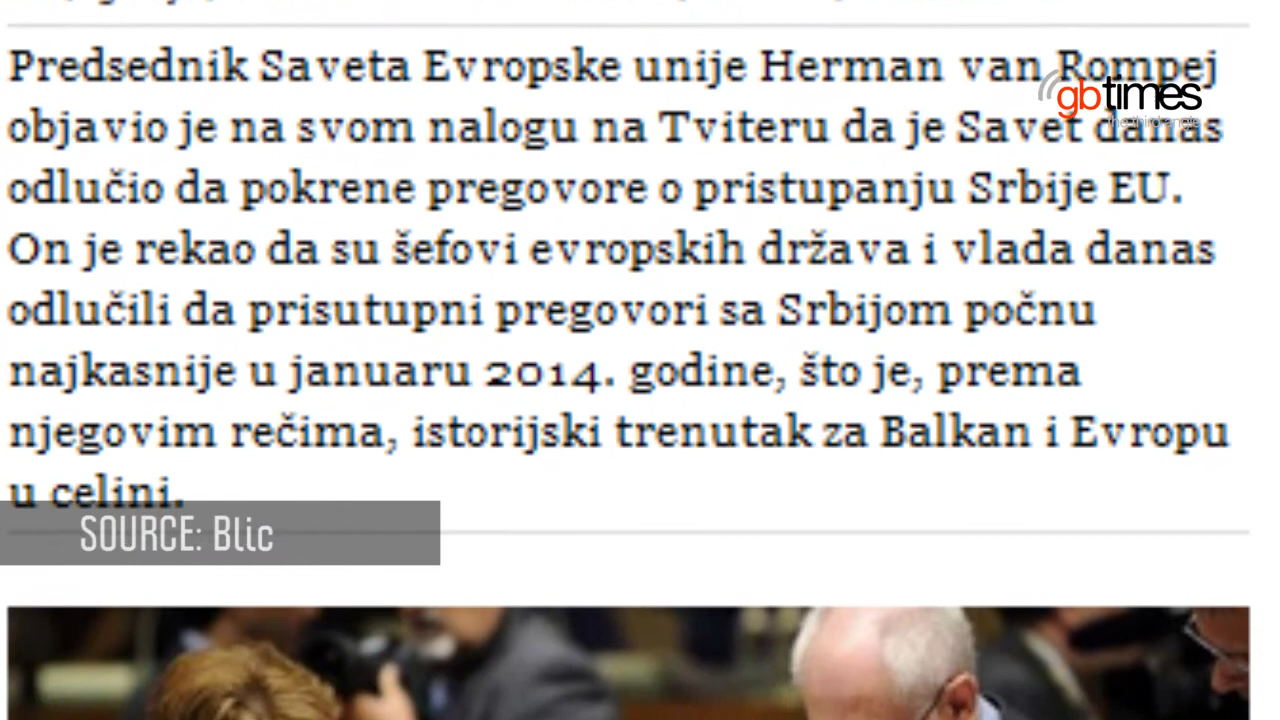 Predsednik Saveta Evropske unije Herman van Rompej
objavio je na svom nalogu na Tviteru da je Savet danas
odlučio da pokrene pregovore o pristupanju Srbije EU.
On je rekao da su šefovi evropskih država i vlada danas
odlučili da prisutupni pregovori sa Srbijom počnu
najkasnije u januaru 2014. godine, što je, prema
njegovim rečima, istorijski trenutak za Balkan i Evropu
u celini.
gbtimes
the third angle
SOURCE: Blic